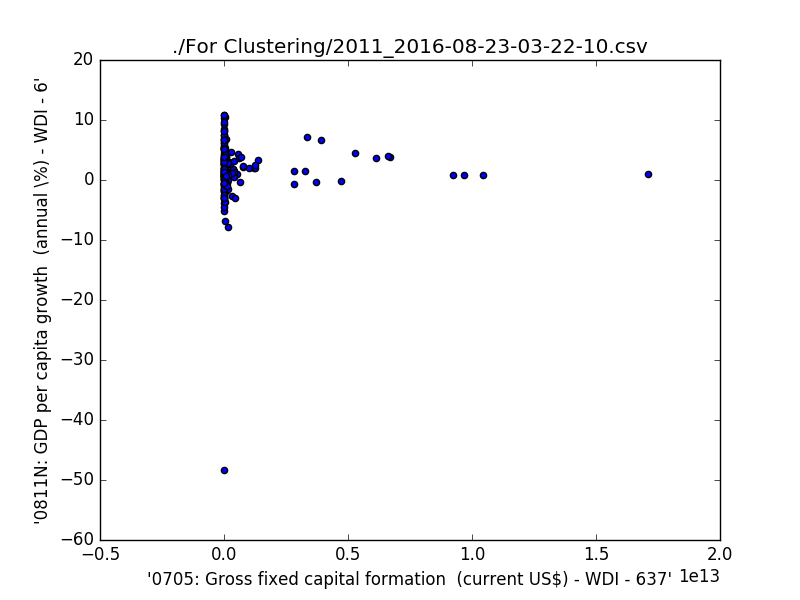 ./For Clustering/2011_2016-08-23-03-22-10.csv
20
10
0
−10
−20
−30
−40
−50
−60
'0811N: GDP per capita growth  (annual \%) - WDI - 6'
−0.5 0.0 0.5 1.0 1.5 2.0
1e13
'0705: Gross fixed capital formation  (current US$) - WDI - 637'